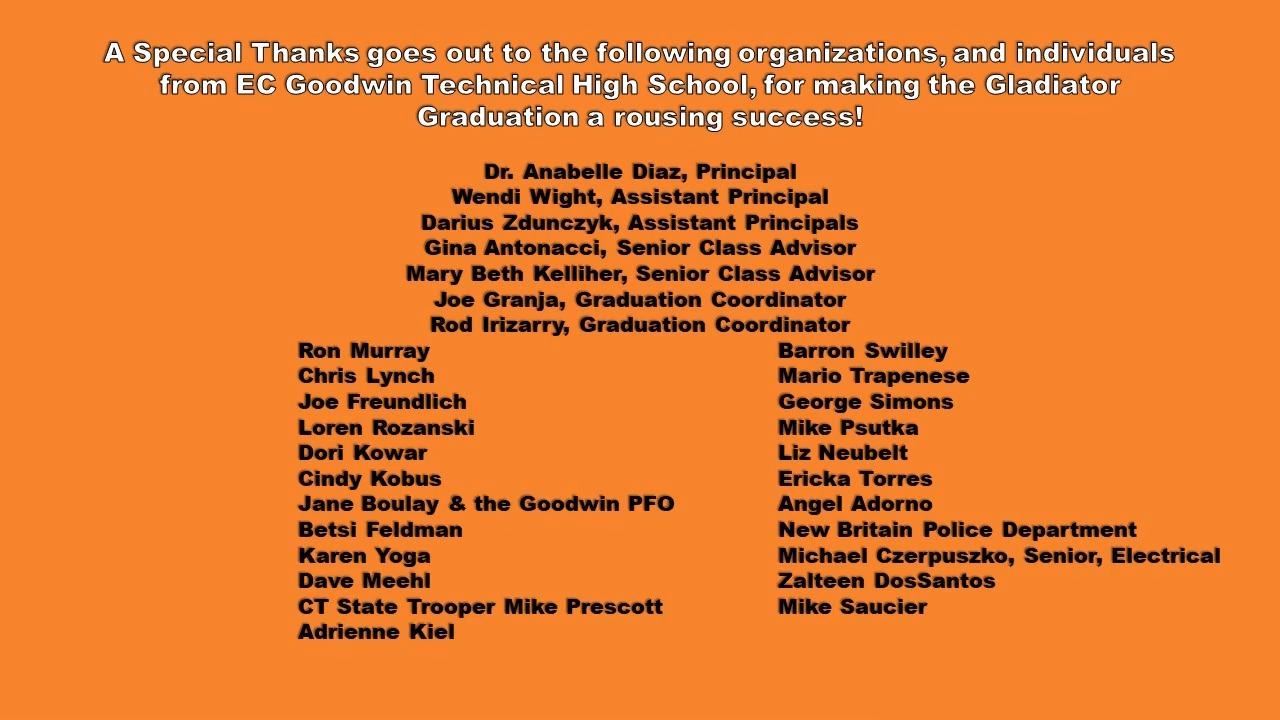 A Special Thanks goes out to the following organizations, and individuals
from EC Goodwin Technical High School, for making the Gladiator
Graduation a rousing success!
Dr. Anabelle Diaz, Principal
Wendi Wight, Assistant Principal
Darius Zdunczyk, Assistant Principals
Gina Antonacci, Senior Class Advisor
Mary Beth Kelliher, Senior Class Advisor
Joe Granja, Graduation Coordinator
Rod Irizarry, Graduation Coordinator
Ron Murray
Chris Lynch
Joe Freundlich
Loren Rozanski
Dori Kowar
Cindy Kobus
Jane Boulay & the Goodwin PFO
Betsi Feldman
Karen Yoga
Dave Meehl
CT State Trooper Mike Prescott
Adrienne Kiel
Barron Swilley
Mario Trapenese
George Simons
Mike Psutka
Liz Neubelt
Ericka Torres
Angel Adorno
New Britain Police Department
Michael Czerpuszko, Senior, Electrical
Zalteen DosSantos
Mike Saucier